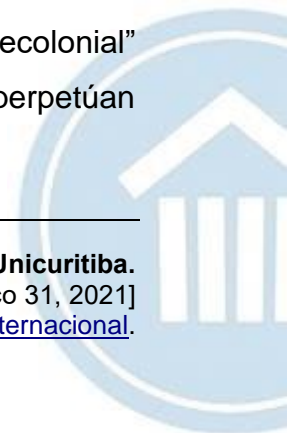 ecolonial”
perpetúan
Unicuritiba.
o 31, 2021]
ternacional.